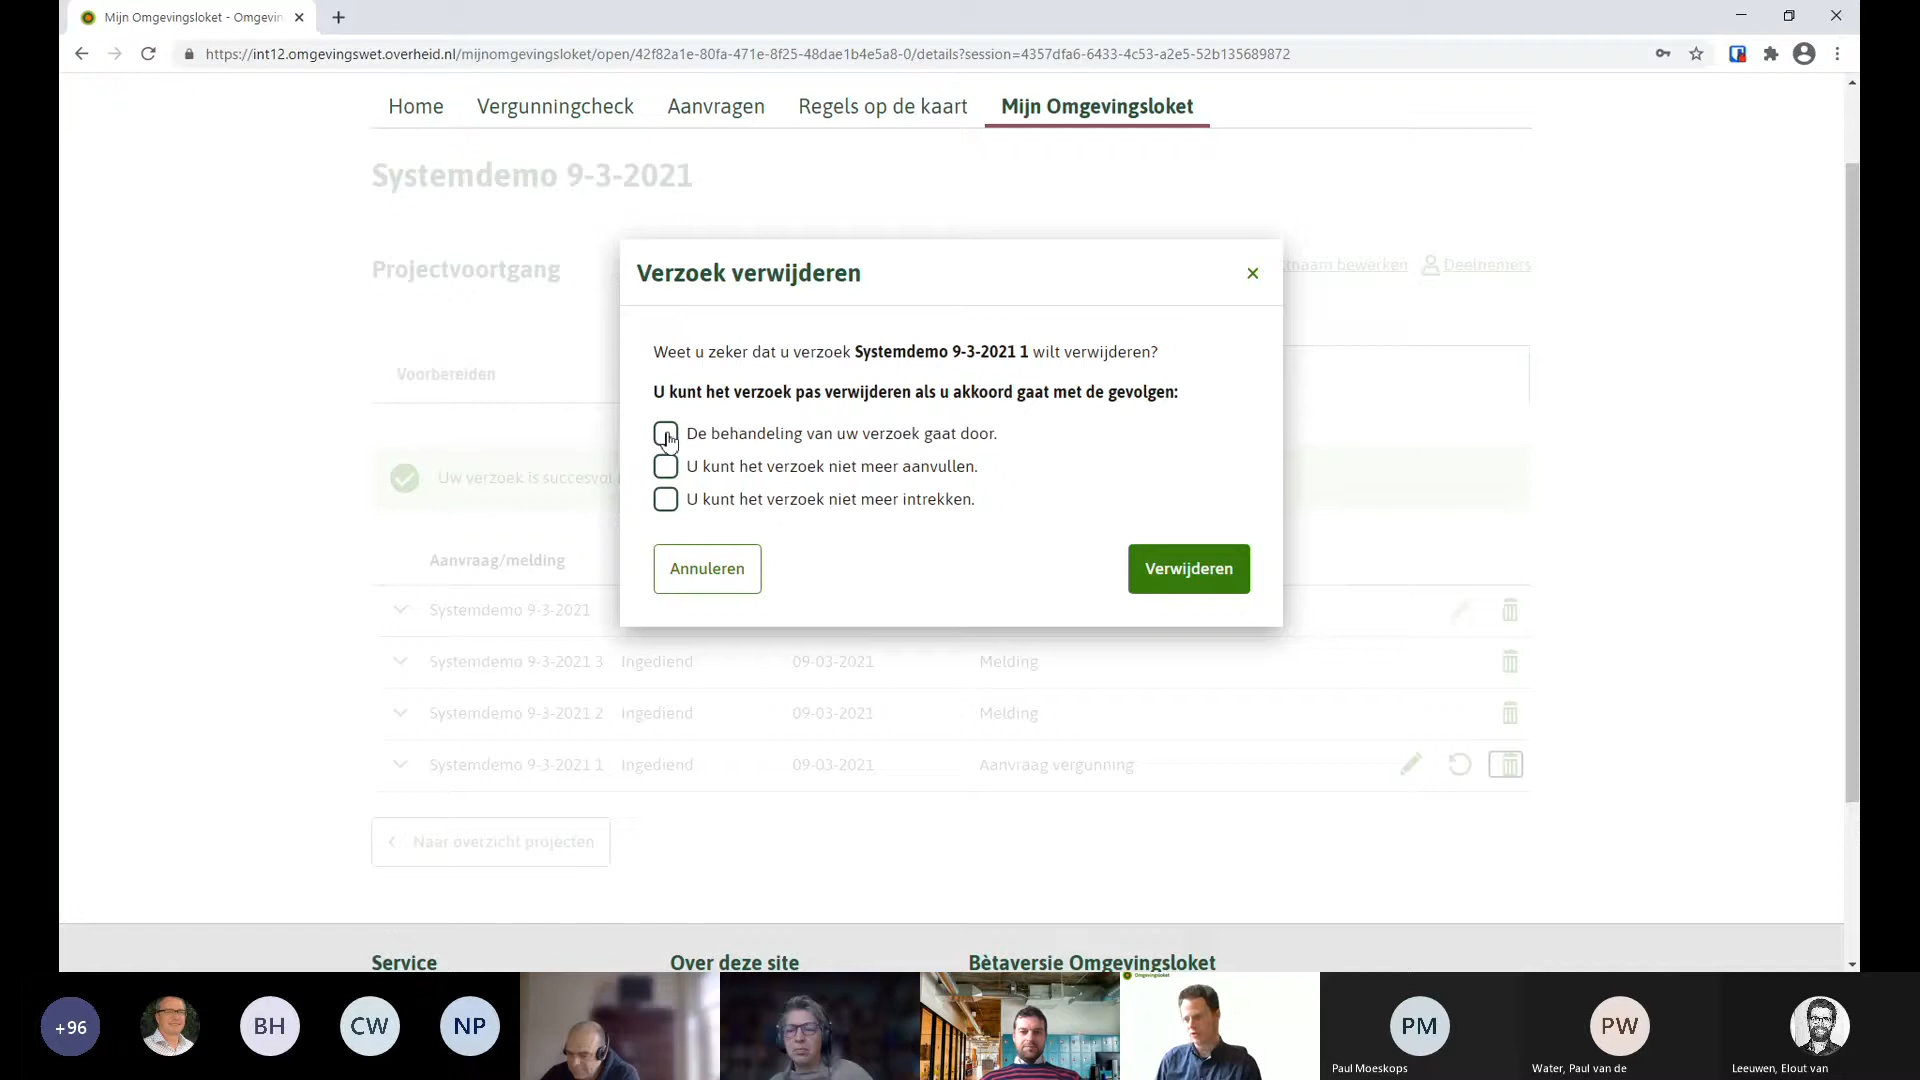 Mijn Omgevingsloket - Omgevin
https://int12.omgevingswet.overheid.nl/mijnomgevingsloket/open/42f82a1e-80fa-471e-8f25-48dae1b4e5a8-0/details?session=4357dfa6-6433-4c53-a2e5-52b135689872
Home Vergunningcheck Aanvragen Regels op de kaart Mijn Omgevingsloket
Systemdemo 9-3-2021
Projectvoortgang
tnaam bewerken Deelnemers
Verzoek verwijderen
Weet u zeker dat u verzoek Systemdemo 9-3-2021 1 wilt verwijderen?
U kunt het verzoek pas verwijderen als u akkoord gaat met de gevolgen:
De behandeling van uw verzoek gaat door.
U kunt het verzoek niet meer aanvullen.
U kunt het verzoek niet meer intrekken.
Annuleren Verwijderen
Voorbereiden
Uw verzoek is succesvol
Aanvraag/melding
Systemdemo 9-3-2021
Systemdemo 9-3-2021 3 Ingediend 09-03-2021 Melding
Systemdemo 9-3-2021 2 Ingediend 09-03-2021 Melding
Systemdemo 9-3-2021 1 Ingediend 09-03-2021 Aanvraag vergunning
Naar overzicht projecten
Service Over deze site Bètaversie Omgevingsloket
Omgevingsloket
+96 BH CW NP PM PW
Paul Moeskops Water, Paul van de Leeuwen, Elout van